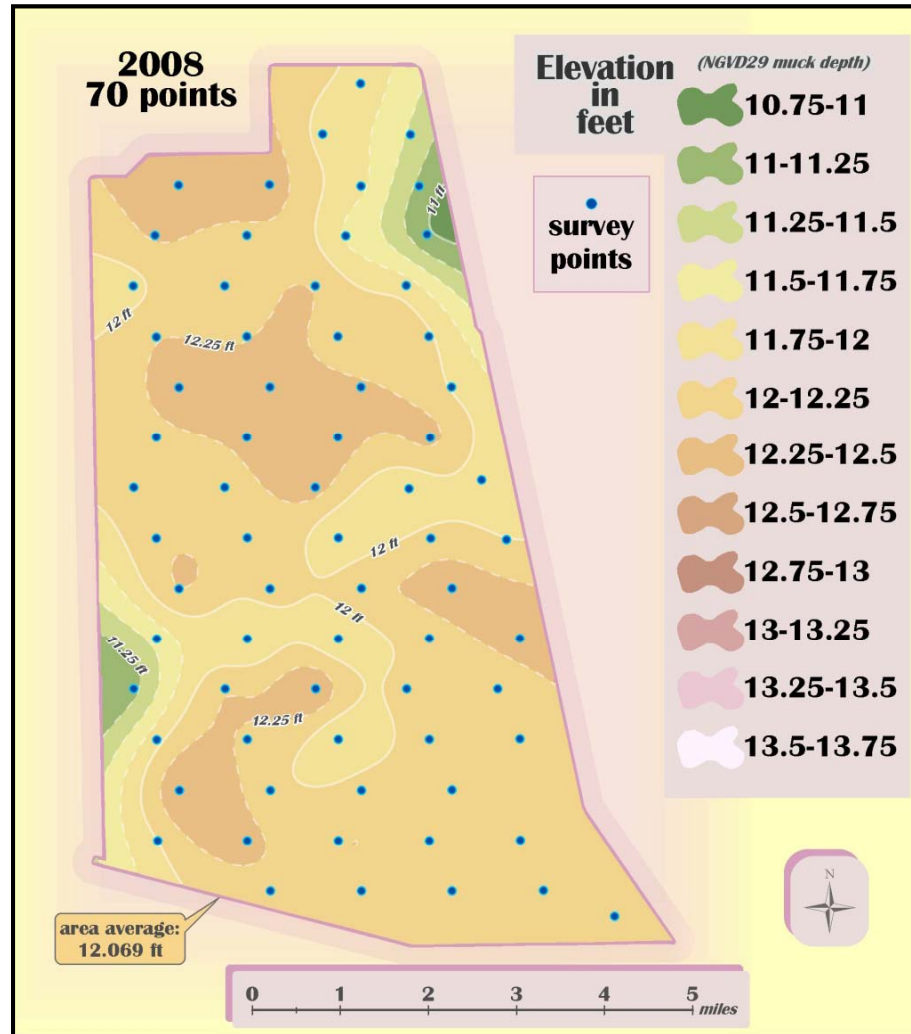 2008
70 points
Elevation
in
feet
(NGVD29 muck depth)
10.75-11
11-11.25
11.25-11.5
11.5-11.75
11.75-12
12-12.25
12.25-12.5
12.5-12.75
12.75-13
13-13.25
13.25-13.5
13.5-13.75
survey
points
11 ft
12 ft
12.25 ft
12 ft
12 ft
11.25 ft
12.25 ft
area average:
12.069 ft
N
0 1 2 3 4 5
miles